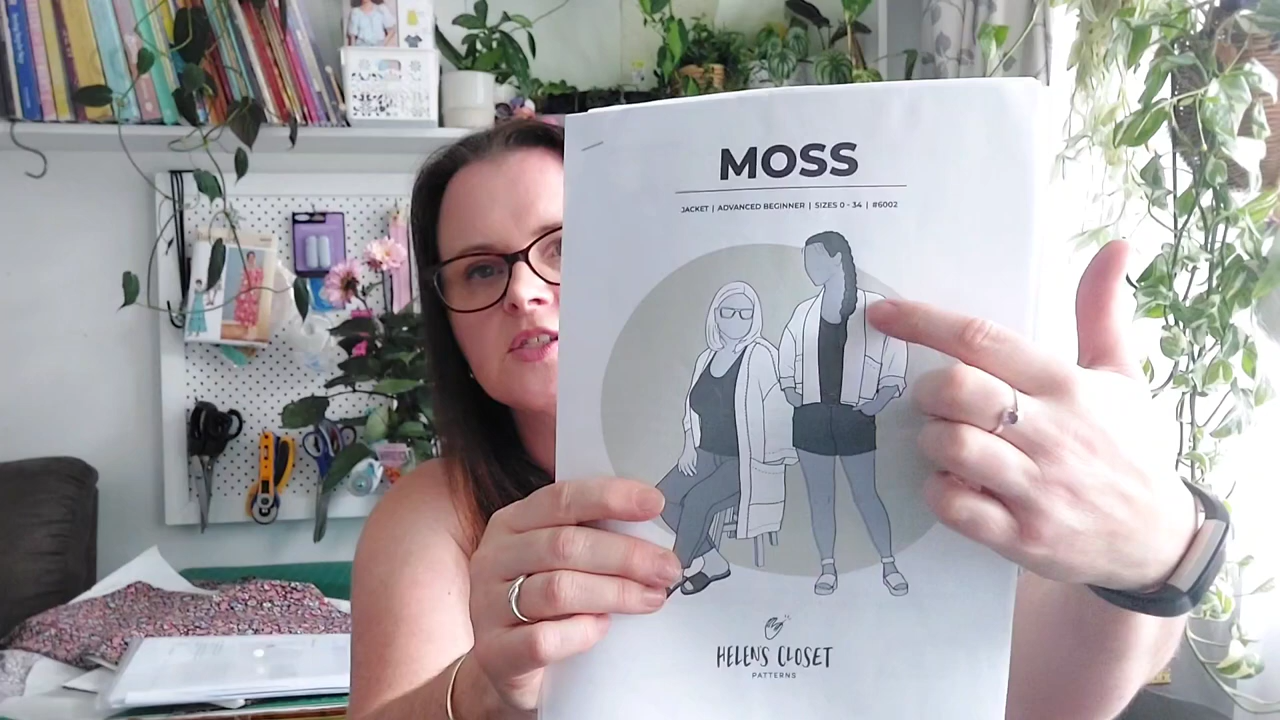 MOSS
JACKET | ADVANCED BEGINNER | SIZES 0 - 34 | #6002
HELENS CLOSET
PATTERNS